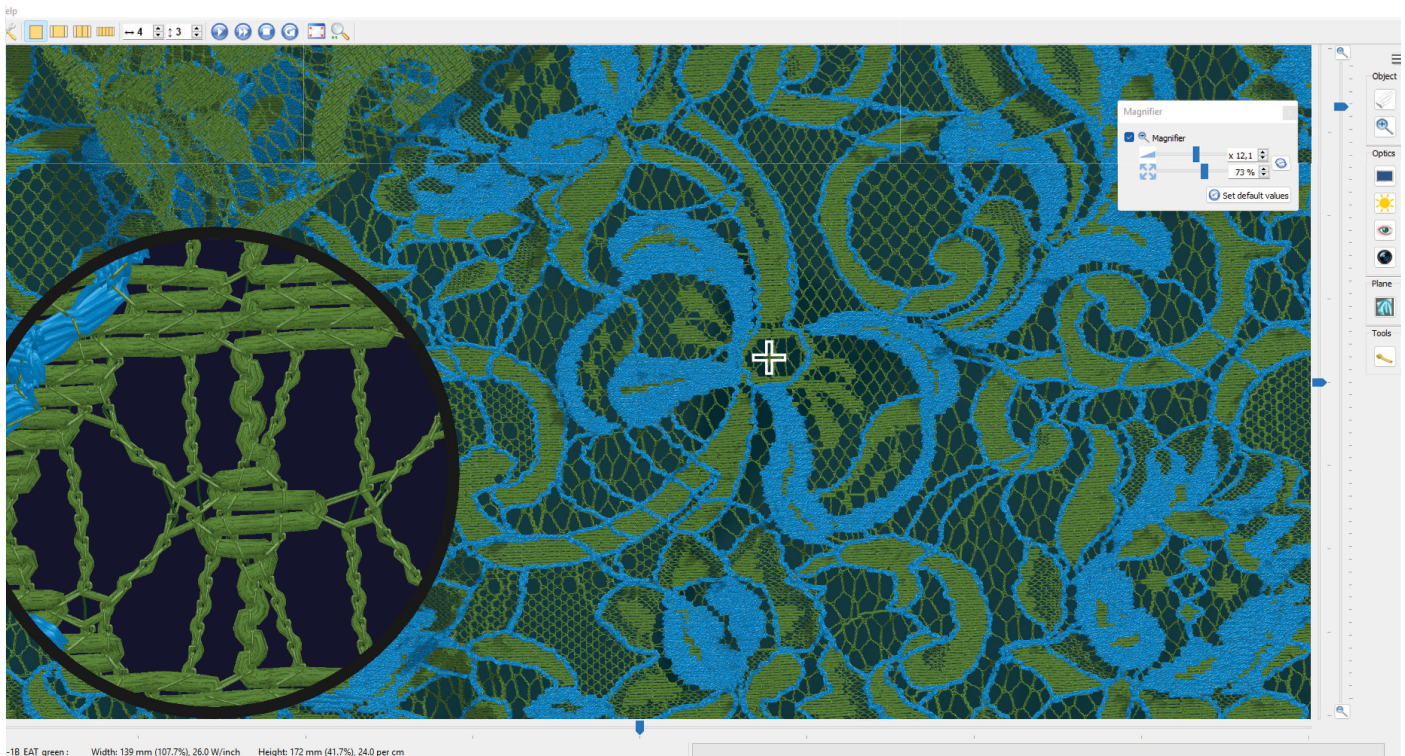 elp
4 3
Object
Magnifier
Magnifier
x 12,1
73 %
Set default values
Optics
Plane
Tools
-1B EAT green : Width: 139 mm (107.7%), 26.0 W/inch Height: 172 mm (41.7%), 24.0 per cm